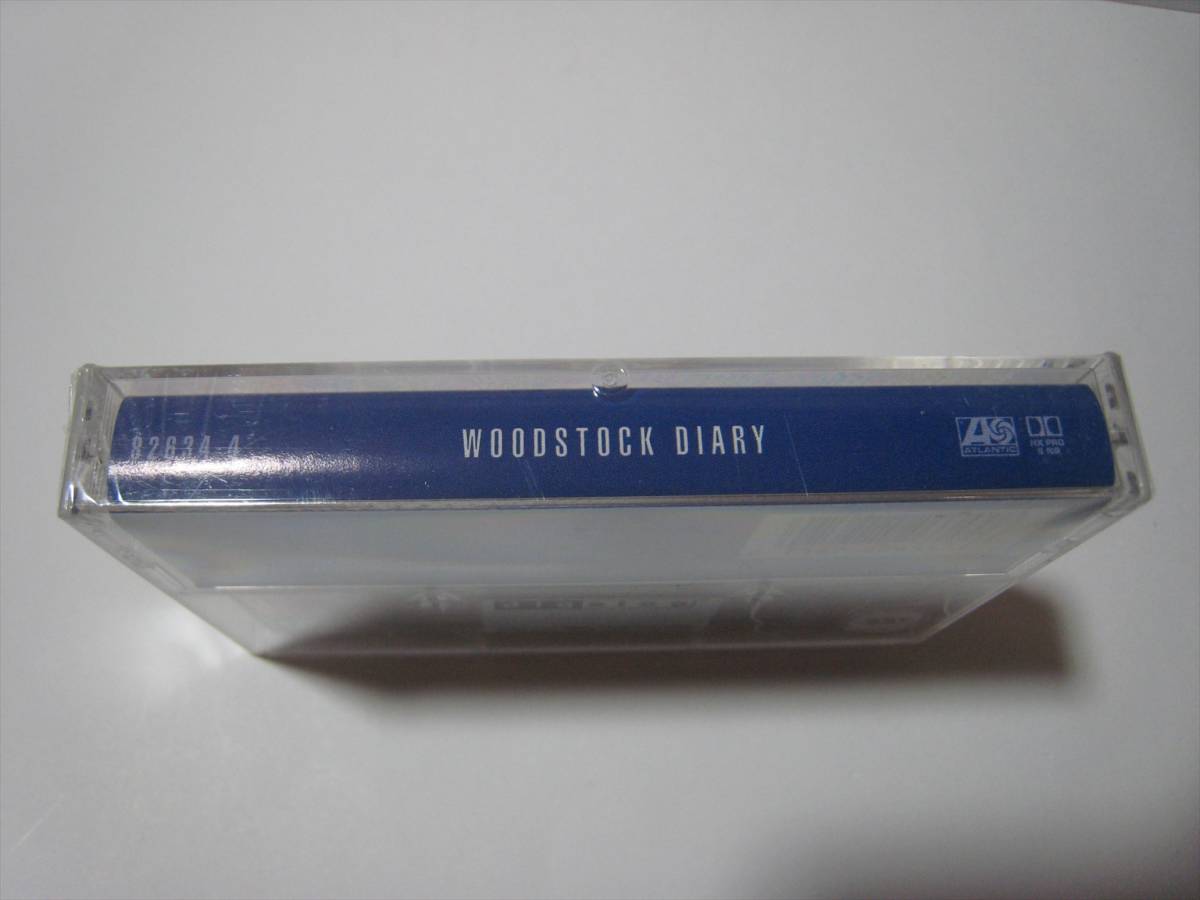 82634-4
WOODSTOCK DIARY
ATLANTIC
HX PRO